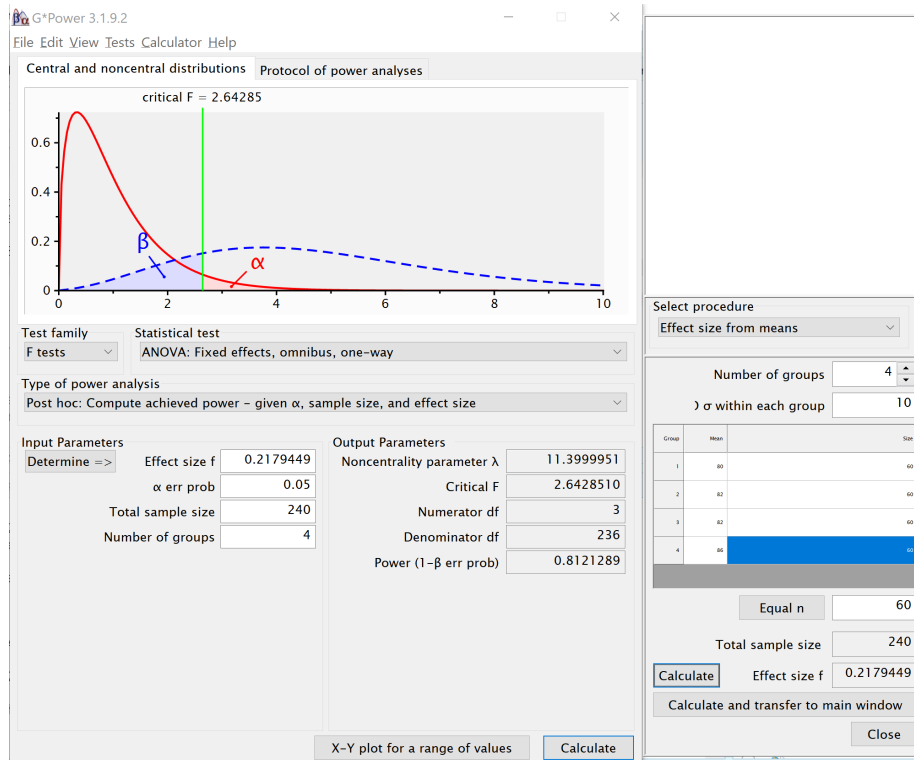 βα G*Power 3.1.9.2
File Edit View Tests Calculator Help
Central and noncentral distributions Protocol of power analyses
critical F = 2.64285
0.6
0.4
0.2
0
β
α
0 2 4 6 8 10
Test family Statistical test
F tests ANOVA: Fixed effects, omnibus, one-way
Type of power analysis
Post hoc: Compute achieved power – given α, sample size, and effect size
Input Parameters
Determine => Effect size f 0.2179449
α err prob 0.05
Total sample size 240
Number of groups 4
Output Parameters
Noncentrality parameter λ 11.3999951
Critical F 2.6428510
Numerator df 3
Denominator df 236
Power (1-β err prob) 0.8121289
X-Y plot for a range of values Calculate
Select procedure
Effect size from means
Number of groups 4
σ within each group 10
Group Mean Size
1 80 60
2 82 60
3 82 60
4 86 60
Equal n 60
Total sample size 240
Calculate Effect size f 0.2179449
Calculate and transfer to main window
Close